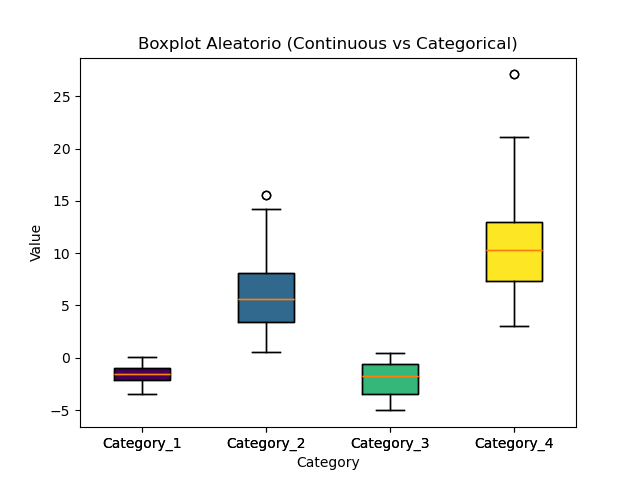 Boxplot Aleatorio (Continuous vs Categorical)
25
20
15
10
5
0
−5
Value
Category_1 Category_2 Category_3 Category_4
Category